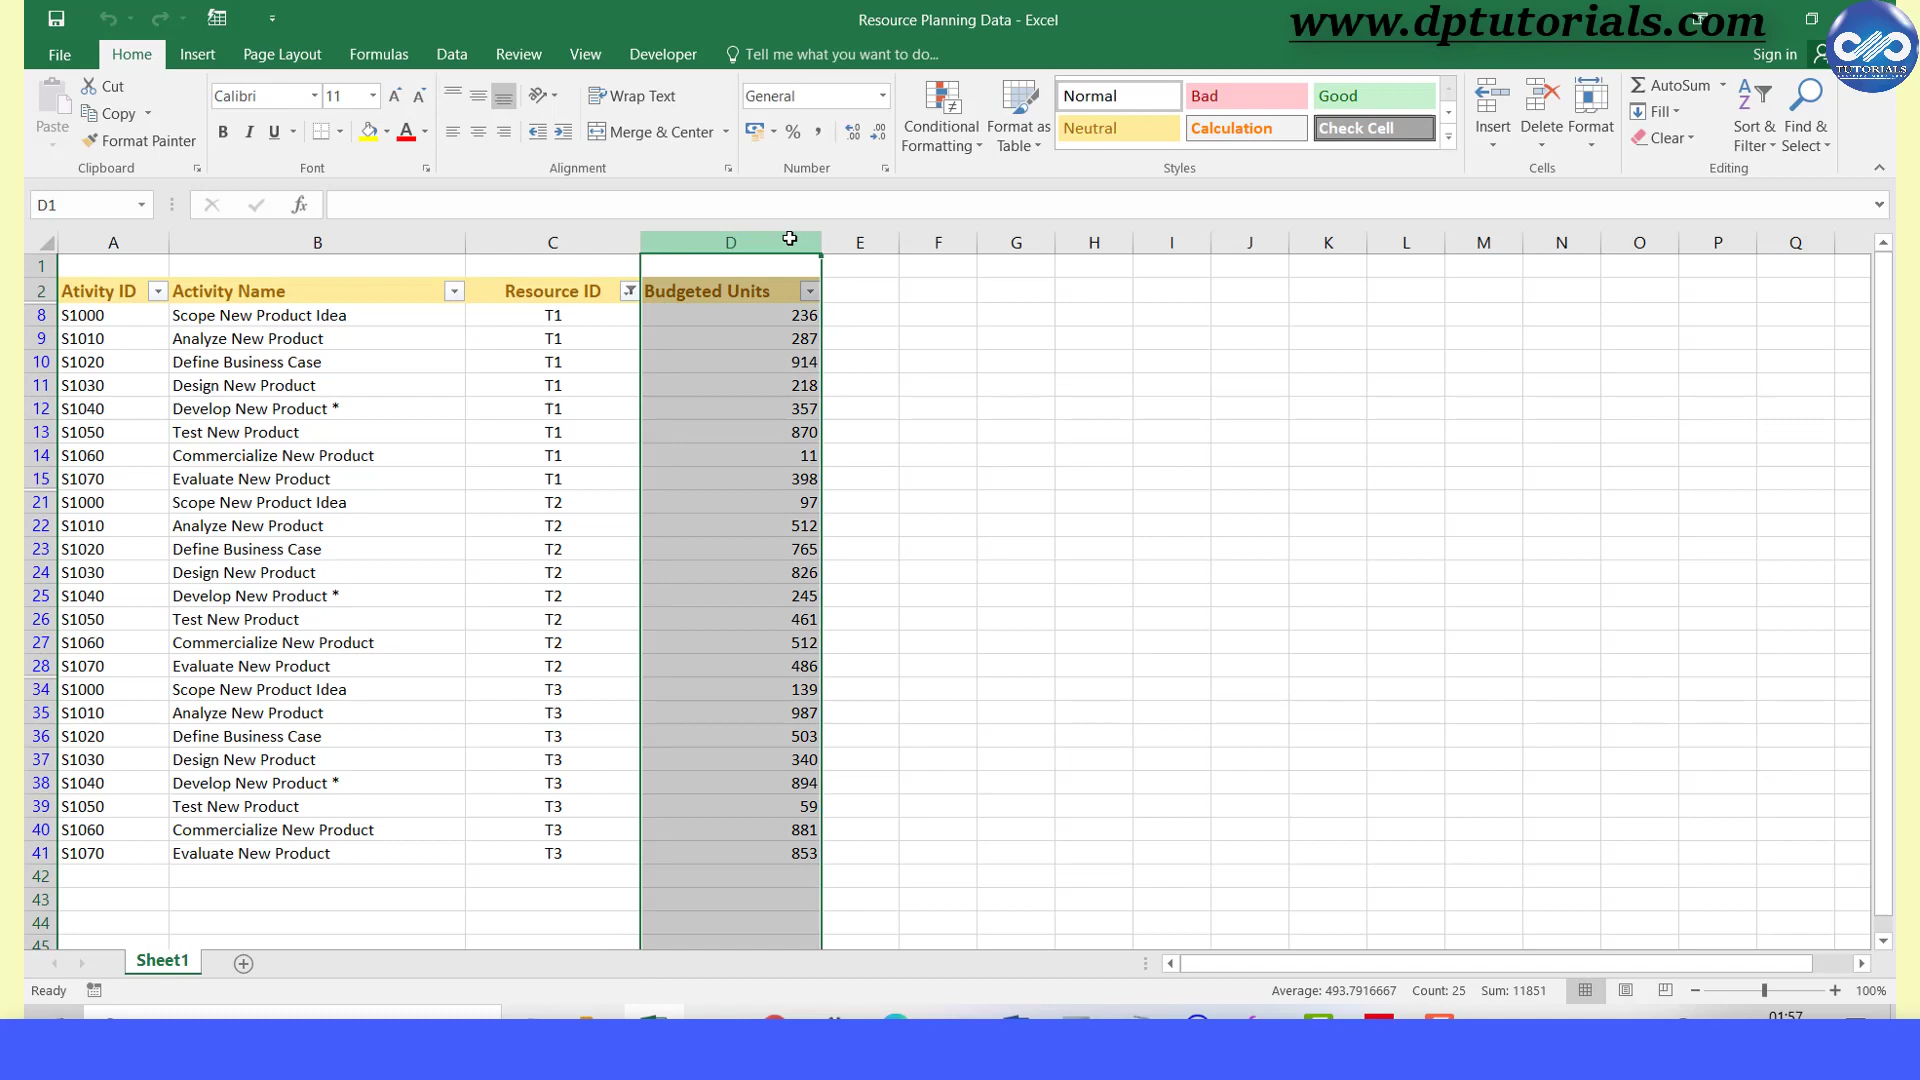 Resource Planning Data - Excel
www.dptutorials.com
TUTORIALS
File Home Insert Page Layout Formulas Data Review View Developer Tell me what you want to do... Sign in
Paste
Cut
Copy
Format Painter
Clipboard
Calibri 11
B I U
Font
Wrap Text
Merge & Center
Alignment
General
Number
Conditional Formatting
Format as Table
Normal Bad Good
Neutral Calculation Check Cell
Styles
Insert Delete Format
Cells
AutoSum
Fill
Clear
Sort & Filter
Find & Select
Editing
D1
fx
A B C D E F G H I J K L M N O P Q
1
2 Ativity ID Activity Name Resource ID Budgeted Units
8 S1000 Scope New Product Idea T1 236
9 S1010 Analyze New Product T1 287
10 S1020 Define Business Case T1 914
11 S1030 Design New Product T1 218
12 S1040 Develop New Product * T1 357
13 S1050 Test New Product T1 870
14 S1060 Commercialize New Product T1 11
15 S1070 Evaluate New Product T1 398
21 S1000 Scope New Product Idea T2 97
22 S1010 Analyze New Product T2 512
23 S1020 Define Business Case T2 765
24 S1030 Design New Product T2 826
25 S1040 Develop New Product * T2 245
26 S1050 Test New Product T2 461
27 S1060 Commercialize New Product T2 512
28 S1070 Evaluate New Product T2 486
34 S1000 Scope New Product Idea T3 139
35 S1010 Analyze New Product T3 987
36 S1020 Define Business Case T3 503
37 S1030 Design New Product T3 340
38 S1040 Develop New Product * T3 894
39 S1050 Test New Product T3 59
40 S1060 Commercialize New Product T3 881
41 S1070 Evaluate New Product T3 853
42
43
44
45
Sheet1
Ready Average: 493.7916667 Count: 25 Sum: 11851 100%
01:57